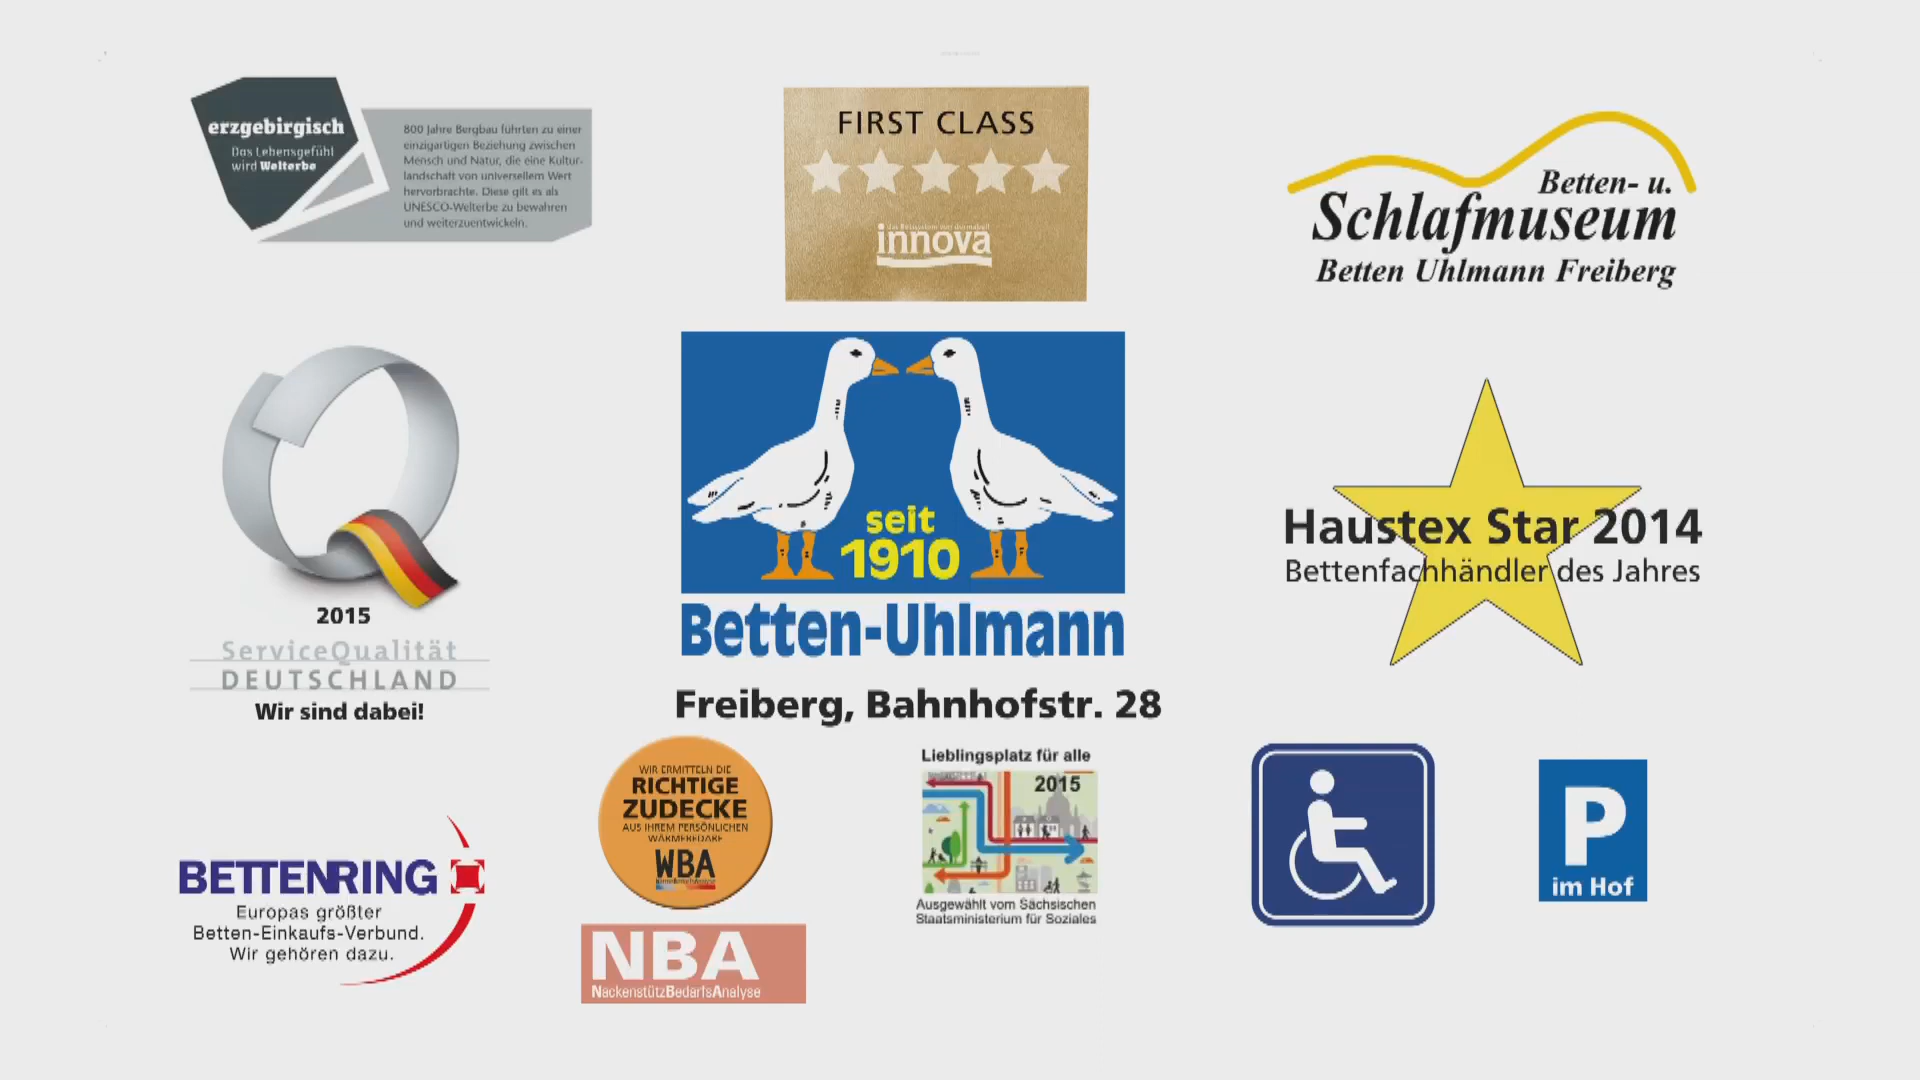 erzgebirgisch
Das Lebensgefühl
wird Welterbe
800 Jahre Bergbau führten zu einer
einzigartigen Beziehung zwischen
Mensch und Natur, die eine Kultur-
landschaft von universellem Wert
hervorbrachte. Diese gilt es als
UNESCO-Welterbe zu bewahren
und weiterzuentwickeln.
FIRST CLASS
innova
Betten- u.
Schlafmuseum
Betten Uhlmann Freiberg
2015
ServiceQualität
DEUTSCHLAND
Wir sind dabei!
seit
1910
Betten-Uhlmann
Freiberg, Bahnhofstr. 28
Haustex Star 2014
Bettenfachhändler des Jahres
BETTENRING
Europas größter
Betten-Einkaufs-Verbund.
Wir gehören dazu.
WIR ERMITTELN DIE
RICHTIGE
ZUDECKE
AUS IHREM PERSÖNLICHEN
WÄRMEBEDARF
WBA
NBA
NackenstützBedarfsAnalyse
Lieblingsplatz für alle
2015
Ausgewählt vom Sächsischen
Staatsministerium für Soziales
P
im Hof